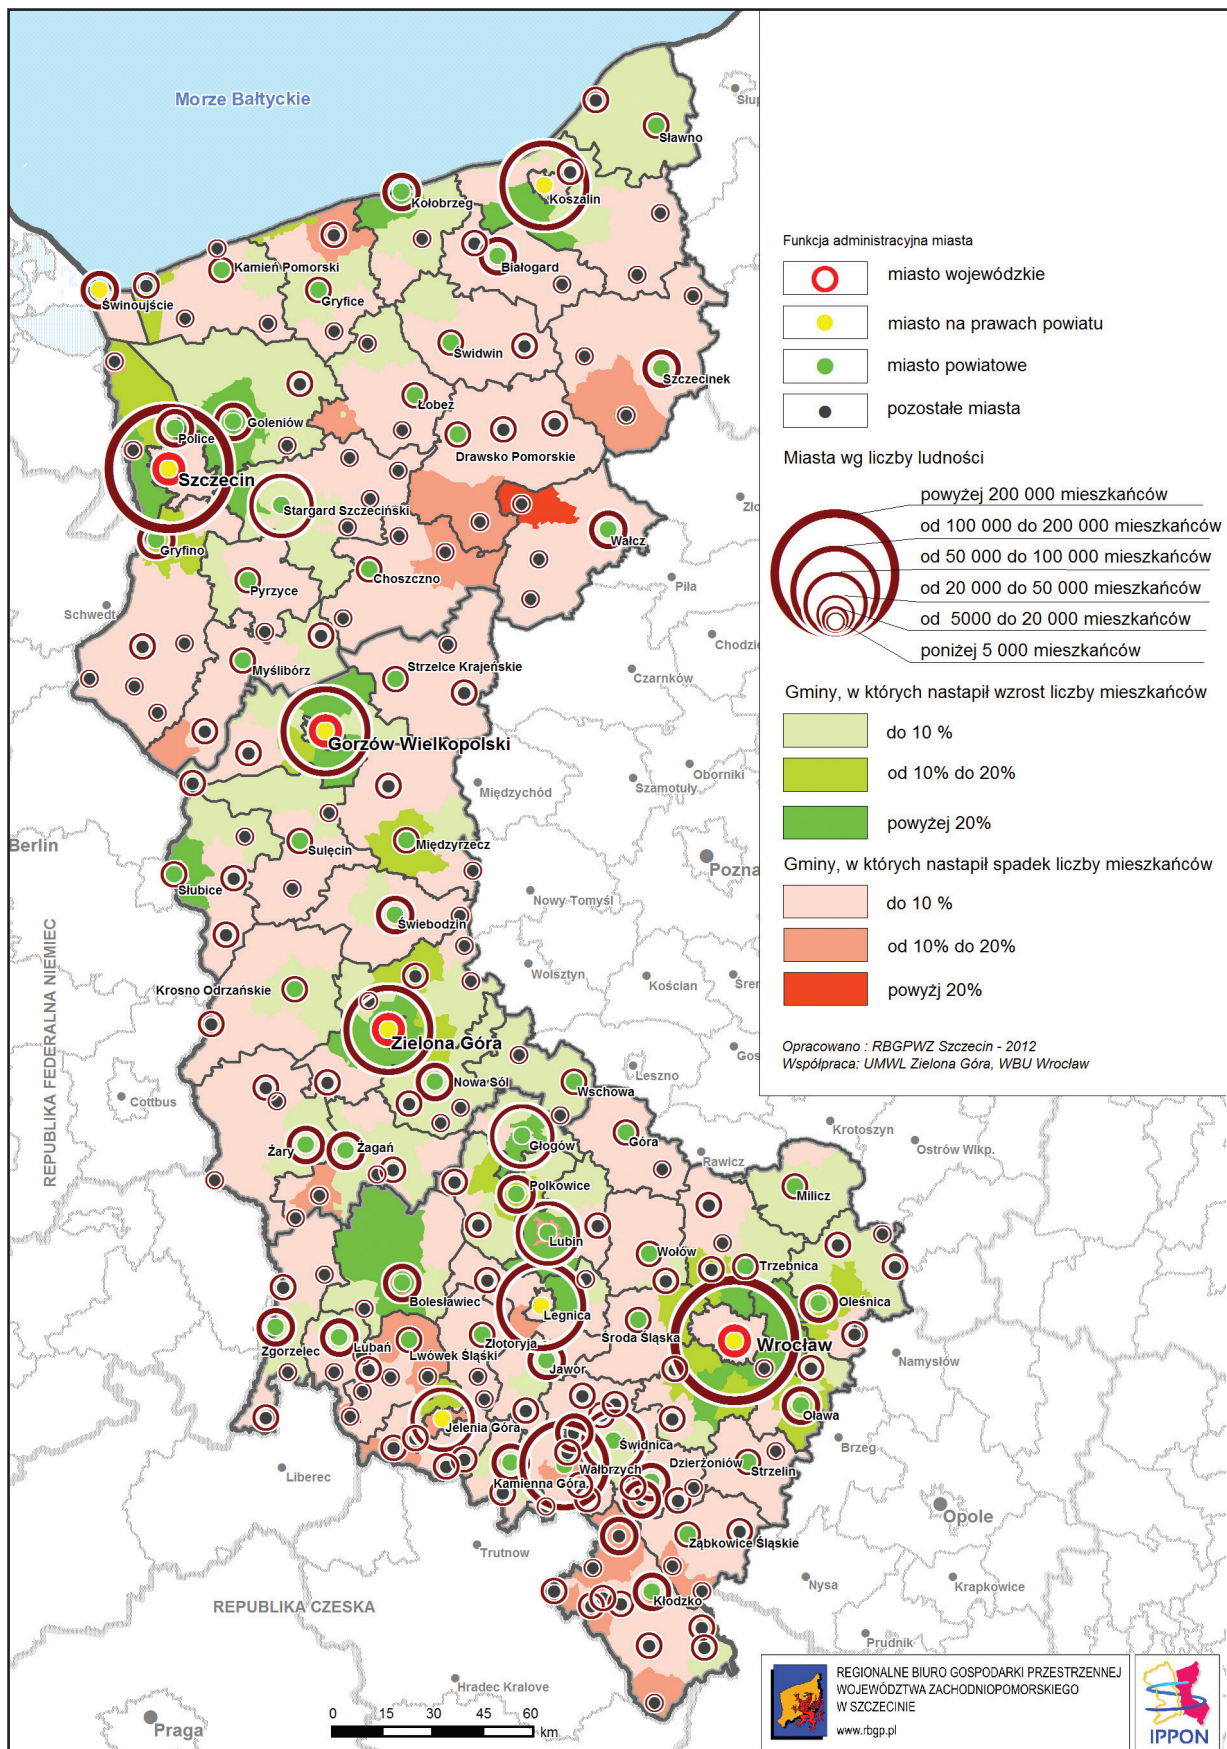 Morze Bałtyckie
Słup
Sławno
Koszalin
Kołobrzeg
Białogard
Kamień Pomorski
Gryfice
Świnoujście
Świdwin
Szczecinek
Łobez
Police
Goleniów
Drawsko Pomorskie
Szczecin
Stargard Szczeciński
Zło
Wałcz
Gryfino
Choszczno
Pyrzyce
Piła
Schwedt
Chodzie
Myślibórz
Strzelce Krajeńskie
Czarnków
Gorzów Wielkopolski
Oborniki
Międzychód
Szamotuły
Berlin
Sulęcin
Międzyrzecz
Pozna
Słubice
Nowy Tomyśl
Świebodzin
REPUBLIKA FEDERALNA NIEMIEC
Wolsztyn
Kościan
Śrem
Krosno Odrzańskie
Zielona Góra
Gos
Leszno
Nowa Sól
Wschowa
Cottbus
Krotoszyn
Żary
Żagań
Głogów
Góra
Rawicz
Ostrów Wlkp.
Polkowice
Milicz
Lubin
Wołów
Trzebnica
Bolesławiec
Legnica
Oleśnica
Zgorzelec
Lubań
Lwówek Śląski
Złotoryja
Środa Śląska
Wrocław
Jawor
Namysłów
Jelenia Góra
Oława
Świdnica
Brzeg
Liberec
Kamienna Góra
Wałbrzych
Dzierżoniów
Strzelin
Opole
Ząbkowice Śląskie
Trutnow
Nysa
Krapkowice
Kłodzko
REPUBLIKA CZESKA
Prudnik
Hradec Kralove
Praga
0 15 30 45 60
km
Funkcja administracyjna miasta
miasto wojewódzkie
miasto na prawach powiatu
miasto powiatowe
pozostałe miasta
Miasta wg liczby ludności
powyżej 200 000 mieszkańców
od 100 000 do 200 000 mieszkańców
od 50 000 do 100 000 mieszkańców
od 20 000 do 50 000 mieszkańców
od 5000 do 20 000 mieszkańców
poniżej 5 000 mieszkańców
Gminy, w których nastapił wzrost liczby mieszkańców
do 10 %
od 10% do 20%
powyżej 20%
Gminy, w których nastapił spadek liczby mieszkańców
do 10 %
od 10% do 20%
powyżj 20%
Opracowano : RBGPWZ Szczecin - 2012
Współpraca: UMWL Zielona Góra, WBU Wrocław
REGIONALNE BIURO GOSPODARKI PRZESTRZENNEJ
WOJEWÓDZTWA ZACHODNIOPOMORSKIEGO
W SZCZECINIE
www.rbgp.pl
IPPON